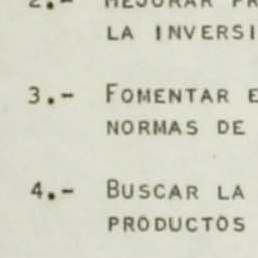 2.- MEJORAR PR
LA INVERSI
3.- FOMENTAR E
NORMAS DE
4.- BUSCAR LA
PRODUCTOS